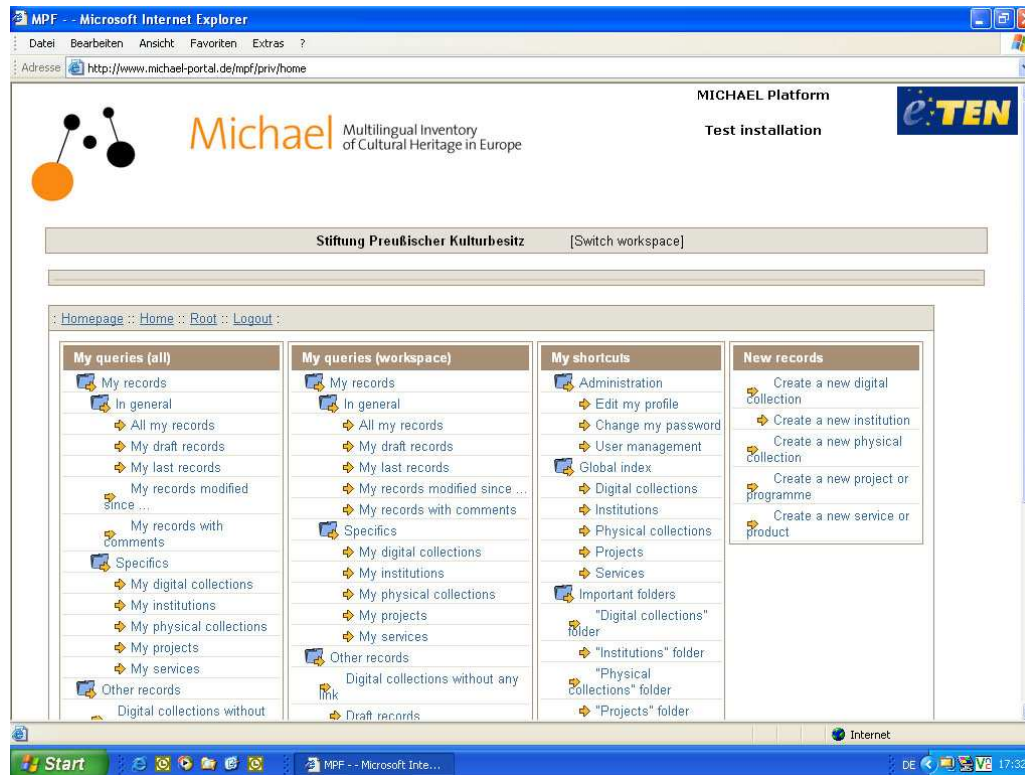 MPF - - Microsoft Internet Explorer
Datei Bearbeiten Ansicht Favoriten Extras ?
Adresse http://www.michael-portal.de/mpf/priv/home
MICHAEL Platform
Test installation
e·TEN
Michael
Multilingual Inventory
of Cultural Heritage in Europe
Stiftung Preußischer Kulturbesitz [Switch workspace]
: Homepage :: Home :: Root :: Logout :
My queries (all)
My records
In general
All my records
My draft records
My last records
My records modified
since ...
My records with
comments
Specifics
My digital collections
My institutions
My physical collections
My projects
My services
Other records
Digital collections without
My queries (workspace)
My records
In general
All my records
My draft records
My last records
My records modified since ...
My records with comments
Specifics
My digital collections
My institutions
My physical collections
My projects
My services
Other records
Digital collections without any
link
Draft records
My shortcuts
Administration
Edit my profile
Change my password
User management
Global index
Digital collections
Institutions
Physical collections
Projects
Services
Important folders
"Digital collections"
folder
"Institutions" folder
"Physical
collections" folder
"Projects" folder
New records
Create a new digital
collection
Create a new institution
Create a new physical
collection
Create a new project or
programme
Create a new service or
product
Internet
Start
MPF - - Microsoft Inte...
DE
17:32